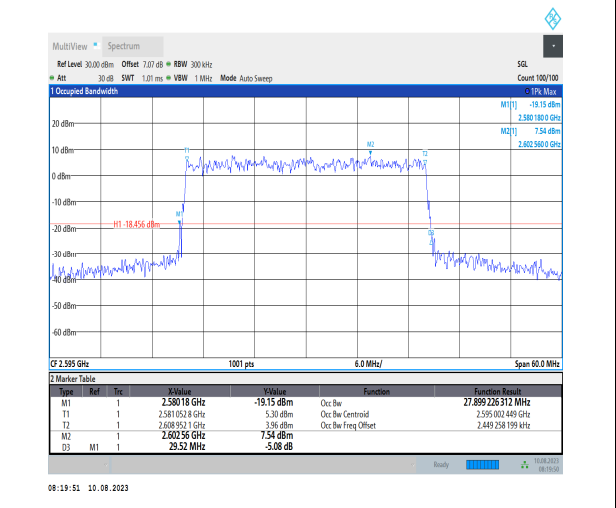 MultiView Spectrum
Ref Level 30.00 dBm Offset 7.07 dB RBW 300 kHz SGL
Att 30 dB SWT 1.01 ms VBW 1 MHz Mode Auto Sweep Count 100/100
1 Occupied Bandwidth 1Pk Max
M1[1] -19.15 dBm
2.580 180 0 GHz
M2[1] 7.54 dBm
2.602 560 0 GHz
20 dBm
10 dBm
0 dBm
-10 dBm
-20 dBm
-30 dBm
-40 dBm
-50 dBm
-60 dBm
T1
M2
T2
M1
H1 -18.456 dBm
D3
CF 2.595 GHz 1001 pts 6.0 MHz/ Span 60.0 MHz
2 Marker Table
Type Ref Trc X-Value Y-Value Function Function Result
M1 1 2.580 18 GHz -19.15 dBm Occ Bw 27.899 226 312 MHz
T1 1 2.581 052 8 GHz 5.30 dBm Occ Bw Centroid 2.595 002 449 GHz
T2 1 2.608 952 1 GHz 3.96 dBm Occ Bw Freq Offset 2.449 258 199 kHz
M2 1 2.602 56 GHz 7.54 dBm
D3 M1 1 29.52 MHz -5.08 dB
Ready 10.08.2023
08:19:50
08:19:51 10.08.2023